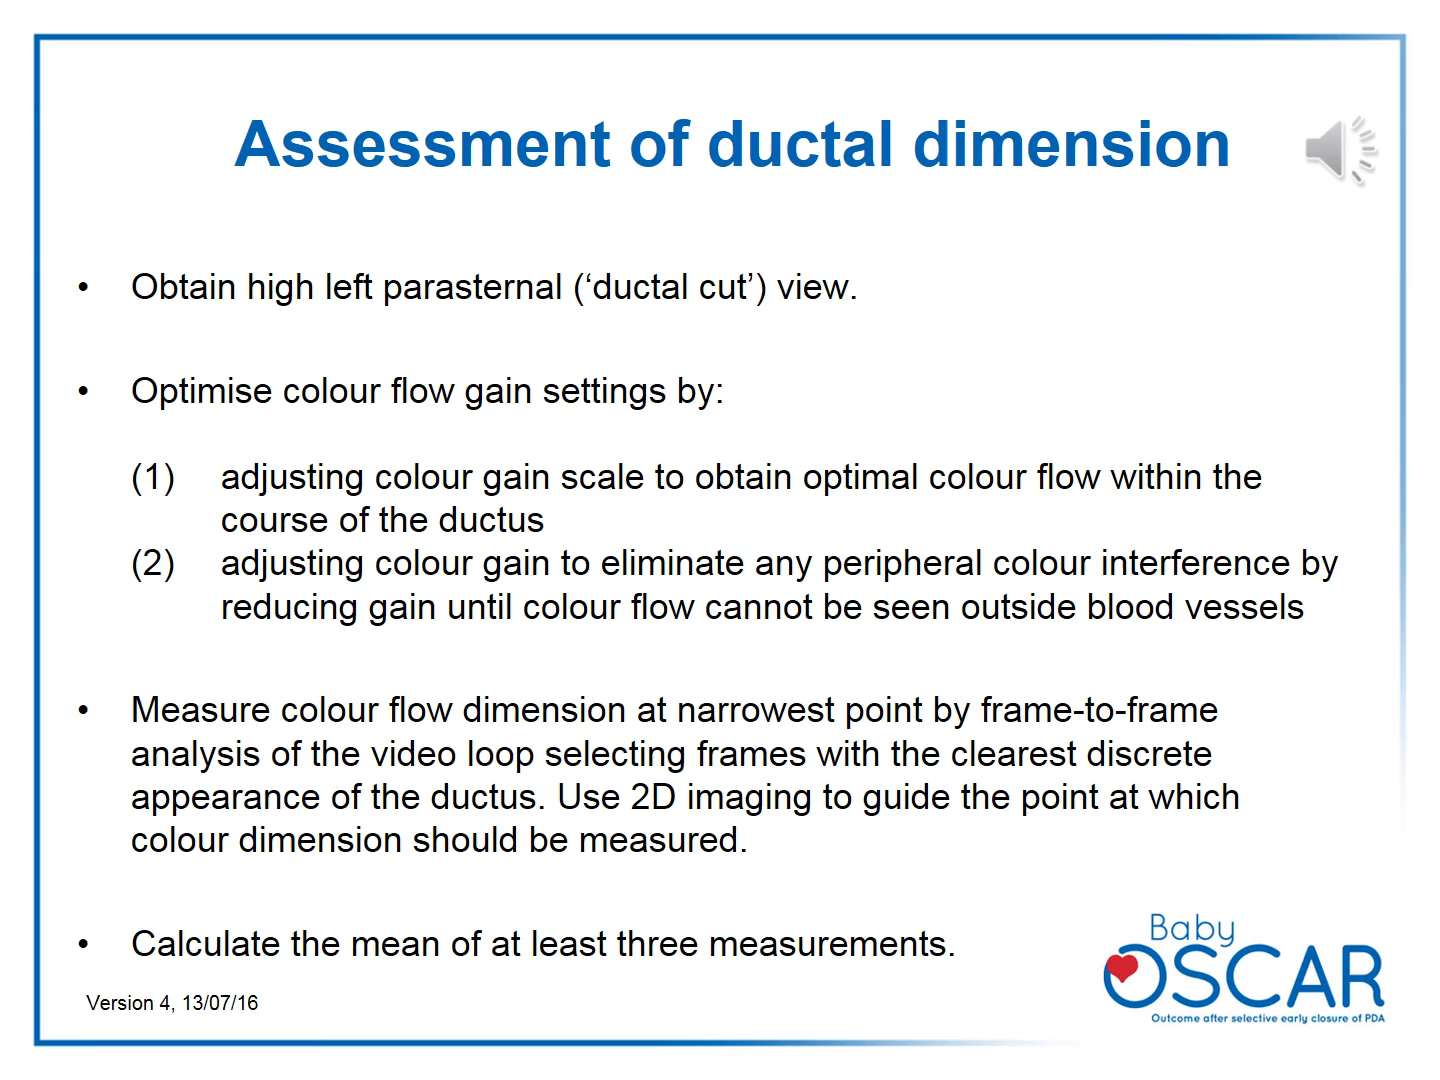 Assessment of ductal dimension
• Obtain high left parasternal (‘ductal cut’) view.
• Optimise colour flow gain settings by:
(1) adjusting colour gain scale to obtain optimal colour flow within the
course of the ductus
(2) adjusting colour gain to eliminate any peripheral colour interference by
reducing gain until colour flow cannot be seen outside blood vessels
• Measure colour flow dimension at narrowest point by frame-to-frame
analysis of the video loop selecting frames with the clearest discrete
appearance of the ductus. Use 2D imaging to guide the point at which
colour dimension should be measured.
• Calculate the mean of at least three measurements.
Version 4, 13/07/16
Baby
OSCAR
Outcome after selective early closure of PDA